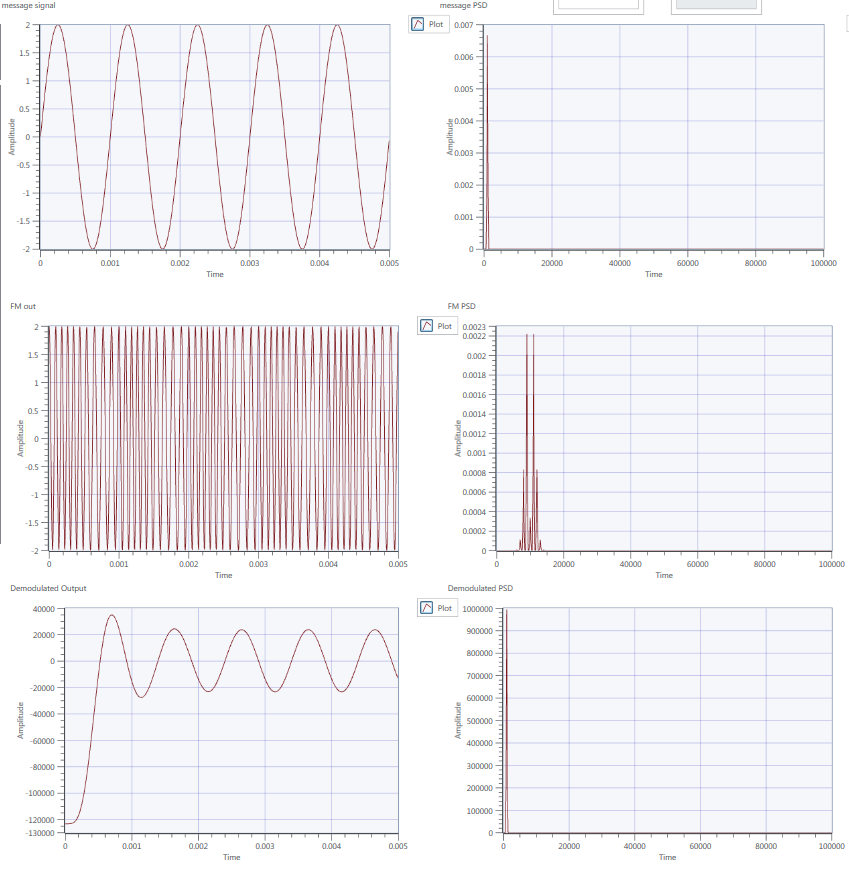 message signal
Plot
message PSD
2
1.5
1
0.5
0
-0.5
-1
-1.5
-2
Amplitude
0 0.001 0.002 0.003 0.004 0.005
Time
0.007
0.006
0.005
0.004
0.003
0.002
0.001
0
Amplitude
0 20000 40000 60000 80000 100000
Time
FM out
Plot
FM PSD
2
1.5
1
0.5
0
-0.5
-1
-1.5
-2
Amplitude
0 0.001 0.002 0.003 0.004 0.005
Time
0.0023
0.0022
0.002
0.0018
0.0016
0.0014
0.0012
0.001
0.0008
0.0006
0.0004
0.0002
0
Amplitude
0 20000 40000 60000 80000 100000
Time
Demodulated Output
Plot
Demodulated PSD
40000
20000
0
-20000
-40000
-60000
-80000
-100000
-120000
-130000
Amplitude
0 0.001 0.002 0.003 0.004 0.005
Time
1000000
900000
800000
700000
600000
500000
400000
300000
200000
100000
0
Amplitude
0 20000 40000 60000 80000 100000
Time